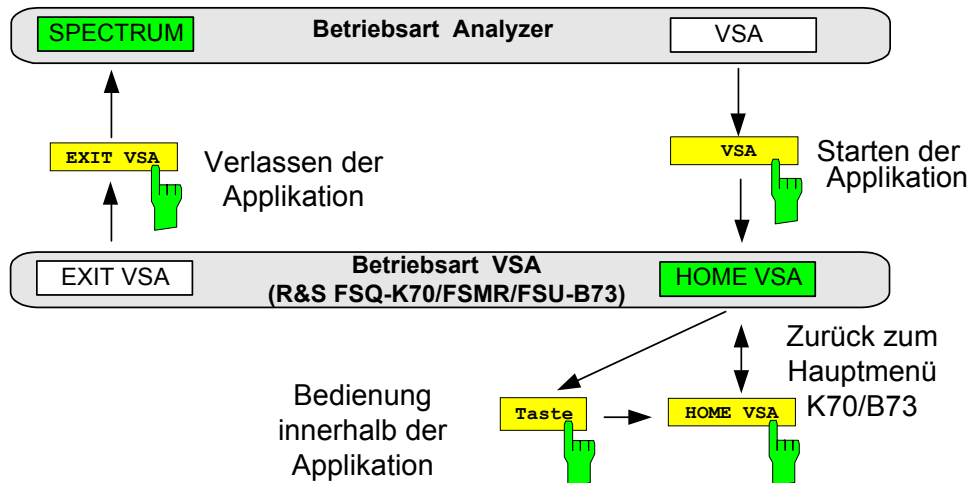 SPECTRUM
Betriebsart Analyzer
VSA
EXIT VSA
Verlassen der
Applikation
VSA
Starten der
Applikation
EXIT VSA
Betriebsart VSA
(R&S FSQ-K70/FSMR/FSU-B73)
HOME VSA
Bedienung
innerhalb der
Applikation
Taste
HOME VSA
Zurück zum
Hauptmenü
K70/B73